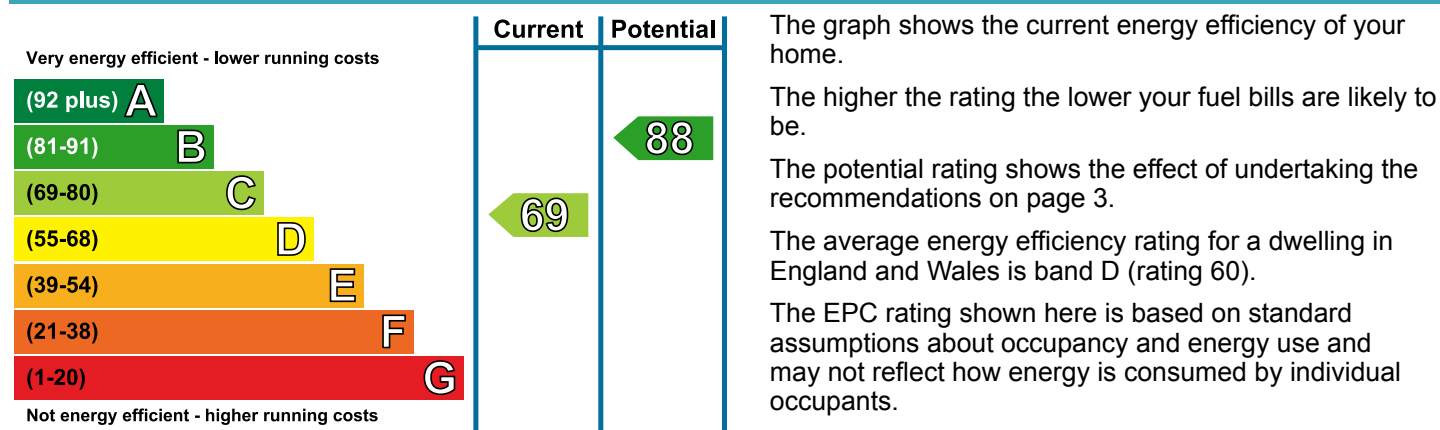 Current Potential
Very energy efficient - lower running costs
(92 plus) A
(81-91) B
88
(69-80) C
69
(55-68) D
(39-54) E
(21-38) F
(1-20) G
Not energy efficient - higher running costs
The graph shows the current energy efficiency of your
home.
The higher the rating the lower your fuel bills are likely to
be.
The potential rating shows the effect of undertaking the
recommendations on page 3.
The average energy efficiency rating for a dwelling in
England and Wales is band D (rating 60).
The EPC rating shown here is based on standard
assumptions about occupancy and energy use and
may not reflect how energy is consumed by individual
occupants.